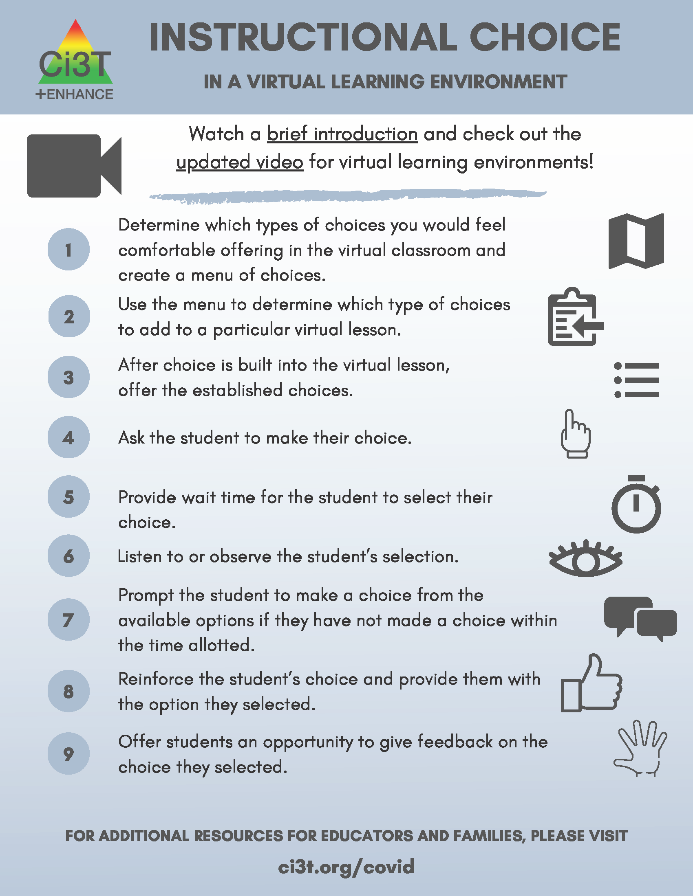 Ci3T
+ENHANCE
INSTRUCTIONAL CHOICE
IN A VIRTUAL LEARNING ENVIRONMENT
Watch a brief introduction and check out the
updated video for virtual learning environments!
1
Determine which types of choices you would feel
comfortable offering in the virtual classroom and
create a menu of choices.
2
Use the menu to determine which type of choices
to add to a particular virtual lesson.
3
After choice is built into the virtual lesson,
offer the established choices.
4
Ask the student to make their choice.
5
Provide wait time for the student to select their
choice.
6
Listen to or observe the student's selection.
7
Prompt the student to make a choice from the
available options if they have not made a choice within
the time allotted.
8
Reinforce the student's choice and provide them with
the option they selected.
9
Offer students an opportunity to give feedback on the
choice they selected.
FOR ADDITIONAL RESOURCES FOR EDUCATORS AND FAMILIES, PLEASE VISIT
ci3t.org/covid